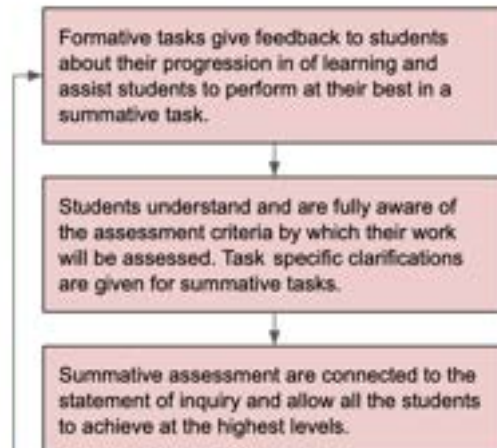 Formative tasks give feedback to students
about their progression in of learning and
assist students to perform at their best in a
summative task.
Students understand and are fully aware of
the assessment criteria by which their work
will be assessed. Task specific clarifications
are given for summative tasks.
Summative assessment are connected to the
statement of inquiry and allow all the students
to achieve at the highest levels.